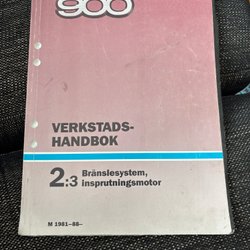 900
VERKSTADS-
HANDBOK
2:3 Bränslesystem,
insprutningsmotor
M 1981–88–